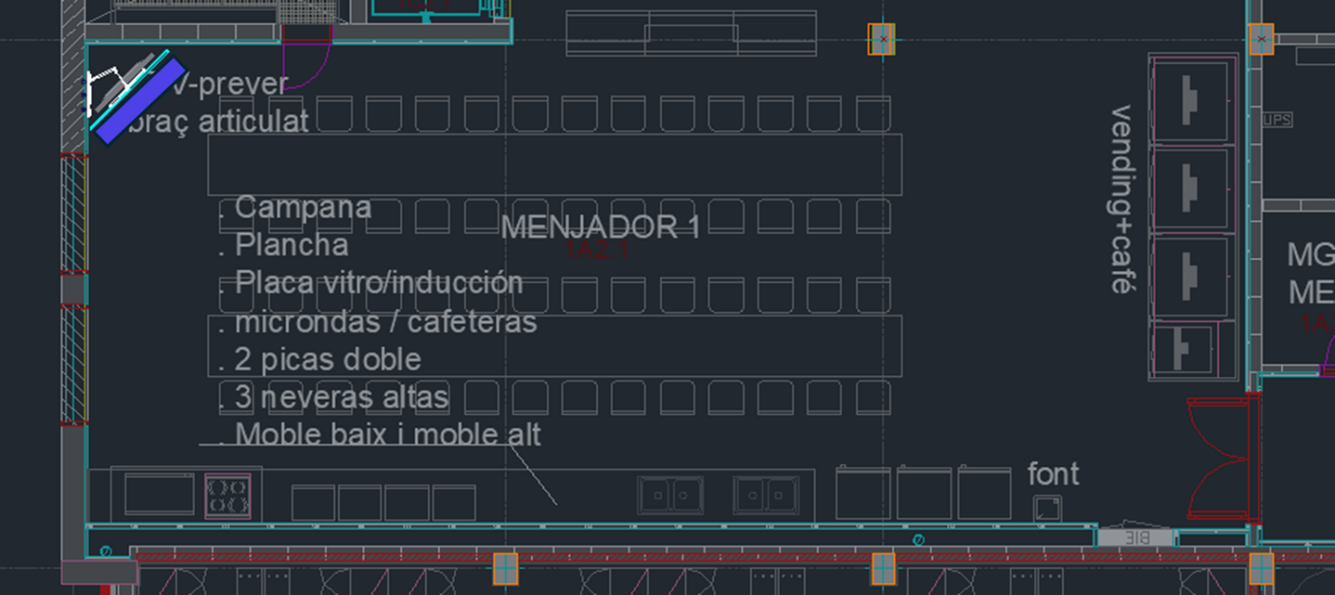 V-prever
braç articulat
. Campana
. Plancha
. Placa vitro/inducción
. microndas / cafeteras
. 2 picas doble
. 3 neveras altas
. Moble baix i moble alt
MENJADOR 1
1A2.1
vending+café
UPS
MG
ME
1A
font
BIE